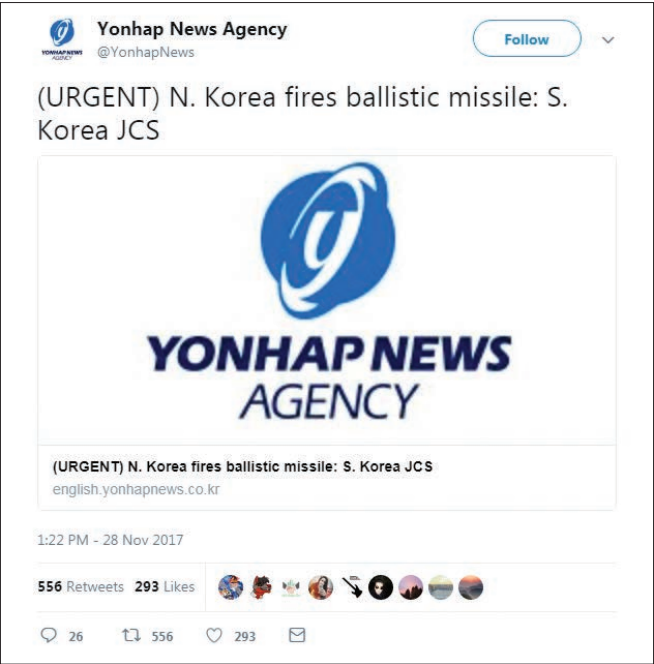 Yonhap News Agency
@YonhapNews
Follow
YONHAPNEWS
AGENCY
(URGENT) N. Korea fires ballistic missile: S.
Korea JCS
y
YONHAP NEWS
AGENCY
(URGENT) N. Korea fires ballistic missile: S. Korea JCS
english.yonhapnews.co.kr
1:22 PM - 28 Nov 2017
556 Retweets 293 Likes
26 556 293